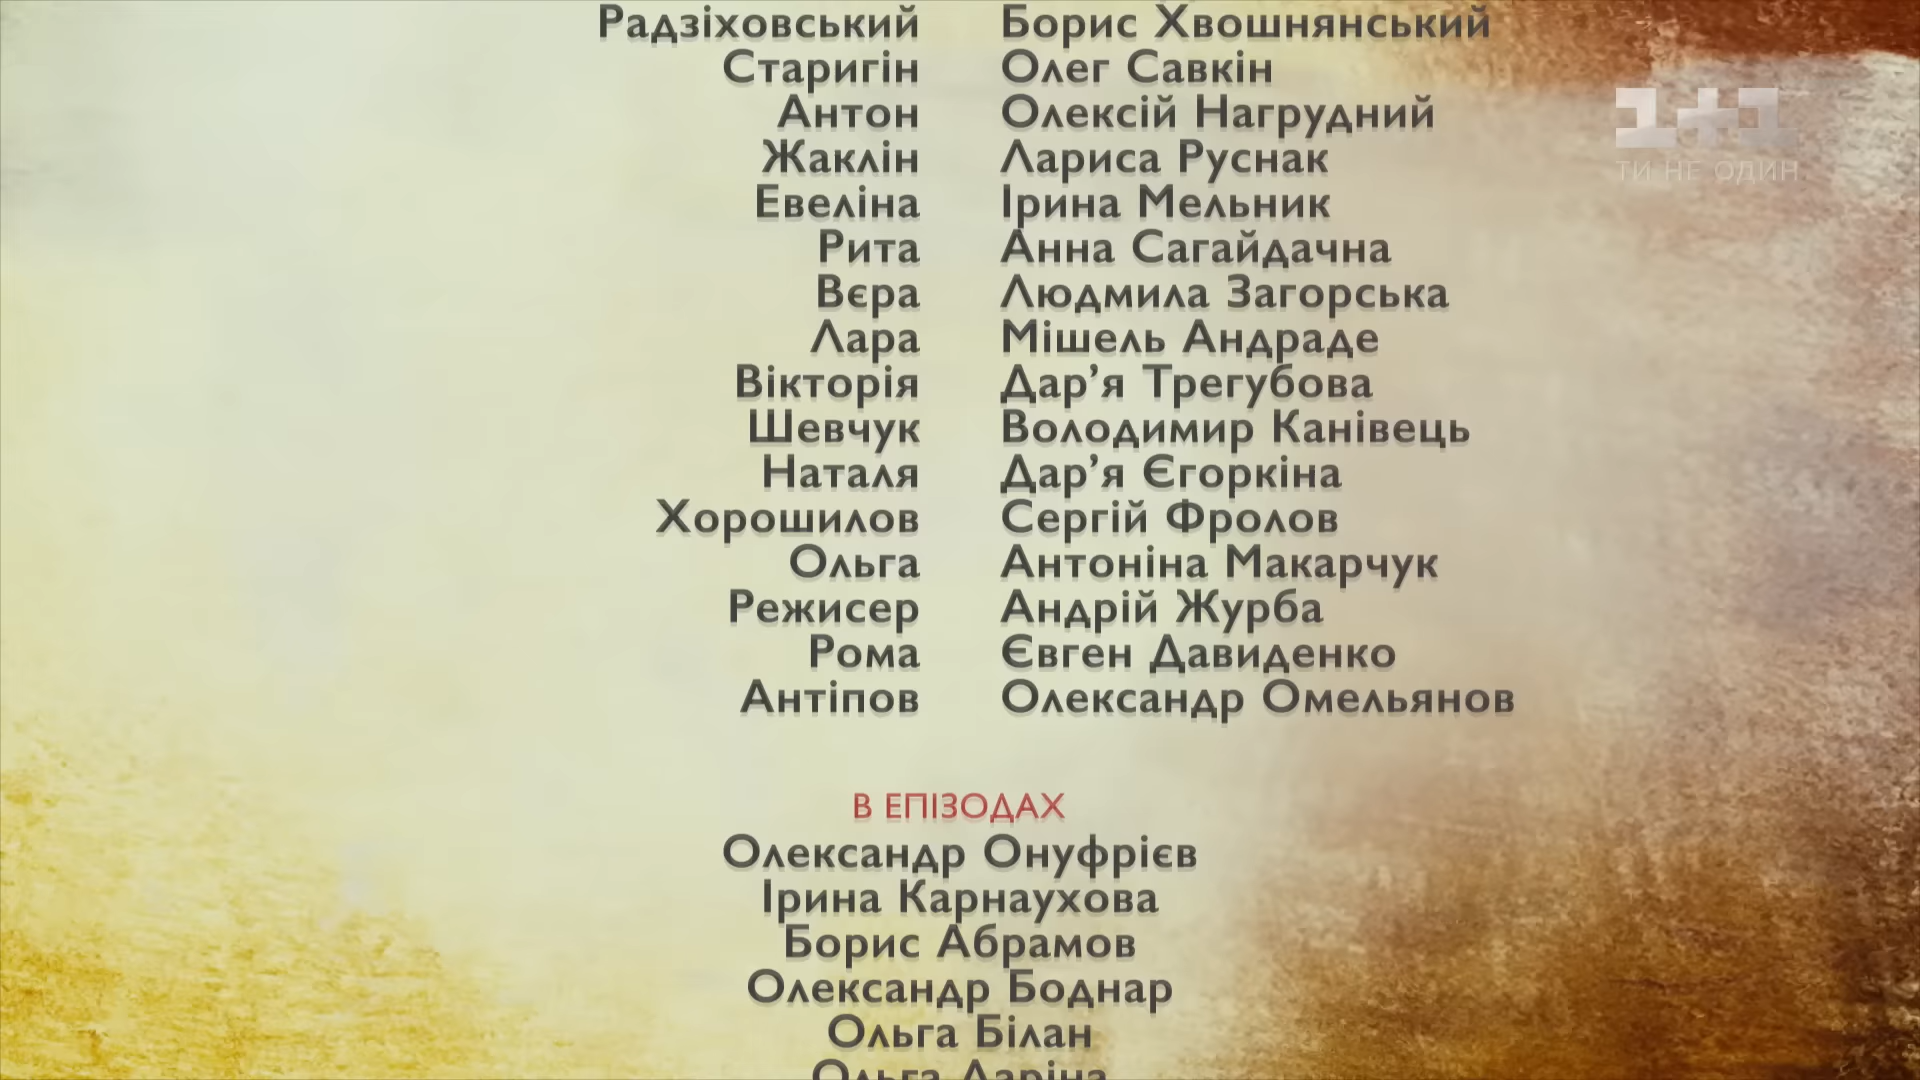 Радзіховський Борис Хвошнянський
Старигін Олег Савкін
Антон Олексій Нагрудний
Жаклін Лариса Руснак
Евеліна Ірина Мельник
Рита Анна Сагайдачна
Вєра Людмила Загорська
Лара Мішель Андраде
Вікторія Дар’я Трегубова
Шевчук Володимир Канівець
Наталя Дар’я Єгоркіна
Хорошилов Сергій Фролов
Ольга Антоніна Макарчук
Режисер Андрій Журба
Рома Євген Давиденко
Антіпов Олександр Омельянов
В ЕПІЗОДАХ
Олександр Онуфрієв
Ірина Карнаухова
Борис Абрамов
Олександр Боднар
Ольга Білан
Ольга
1+1
ТИ НЕ ОДИН